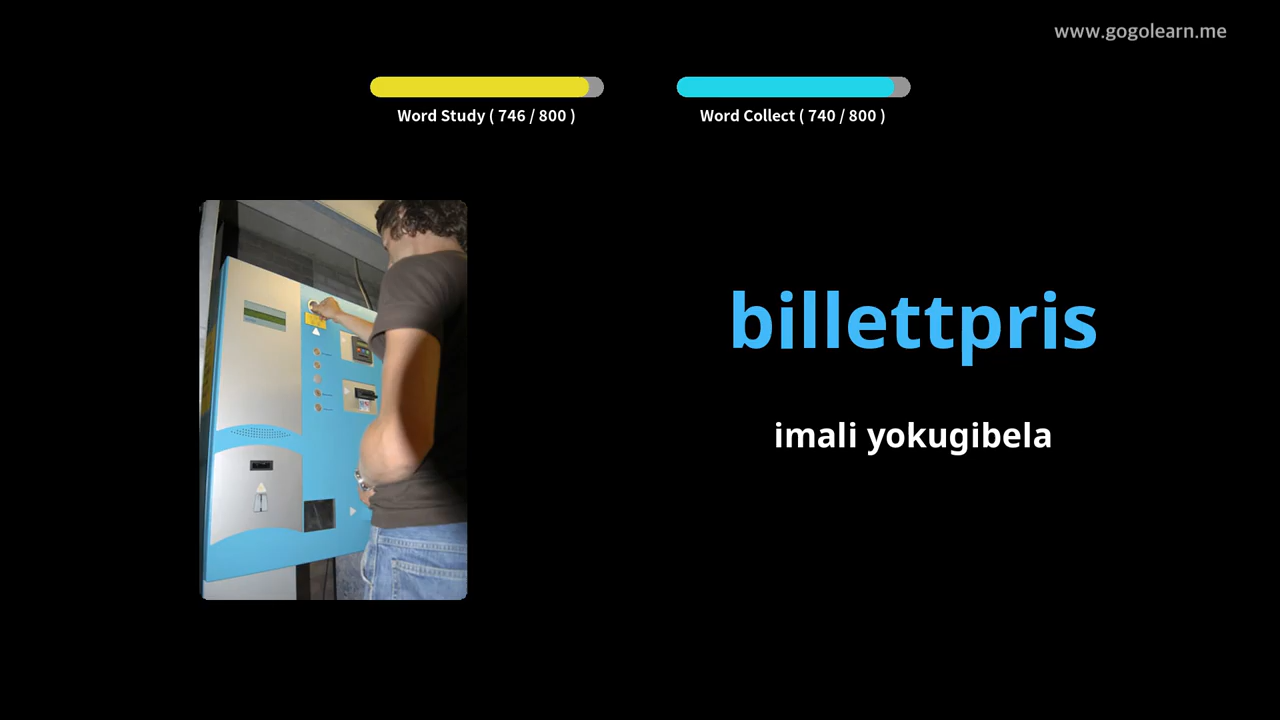 www.gogolearn.me
Word Study ( 746 / 800 )
Word Collect ( 740 / 800 )
billettpris
imali yokugibela